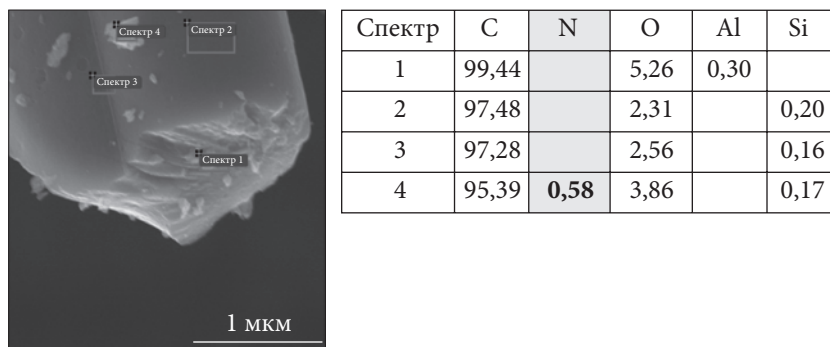 Спектр 4
Спектр 2
Спектр 3
Спектр 1
1 мкм
Спектр C N O Al Si
1 99,44 5,26 0,30
2 97,48 2,31 0,20
3 97,28 2,56 0,16
4 95,39 0,58 3,86 0,17